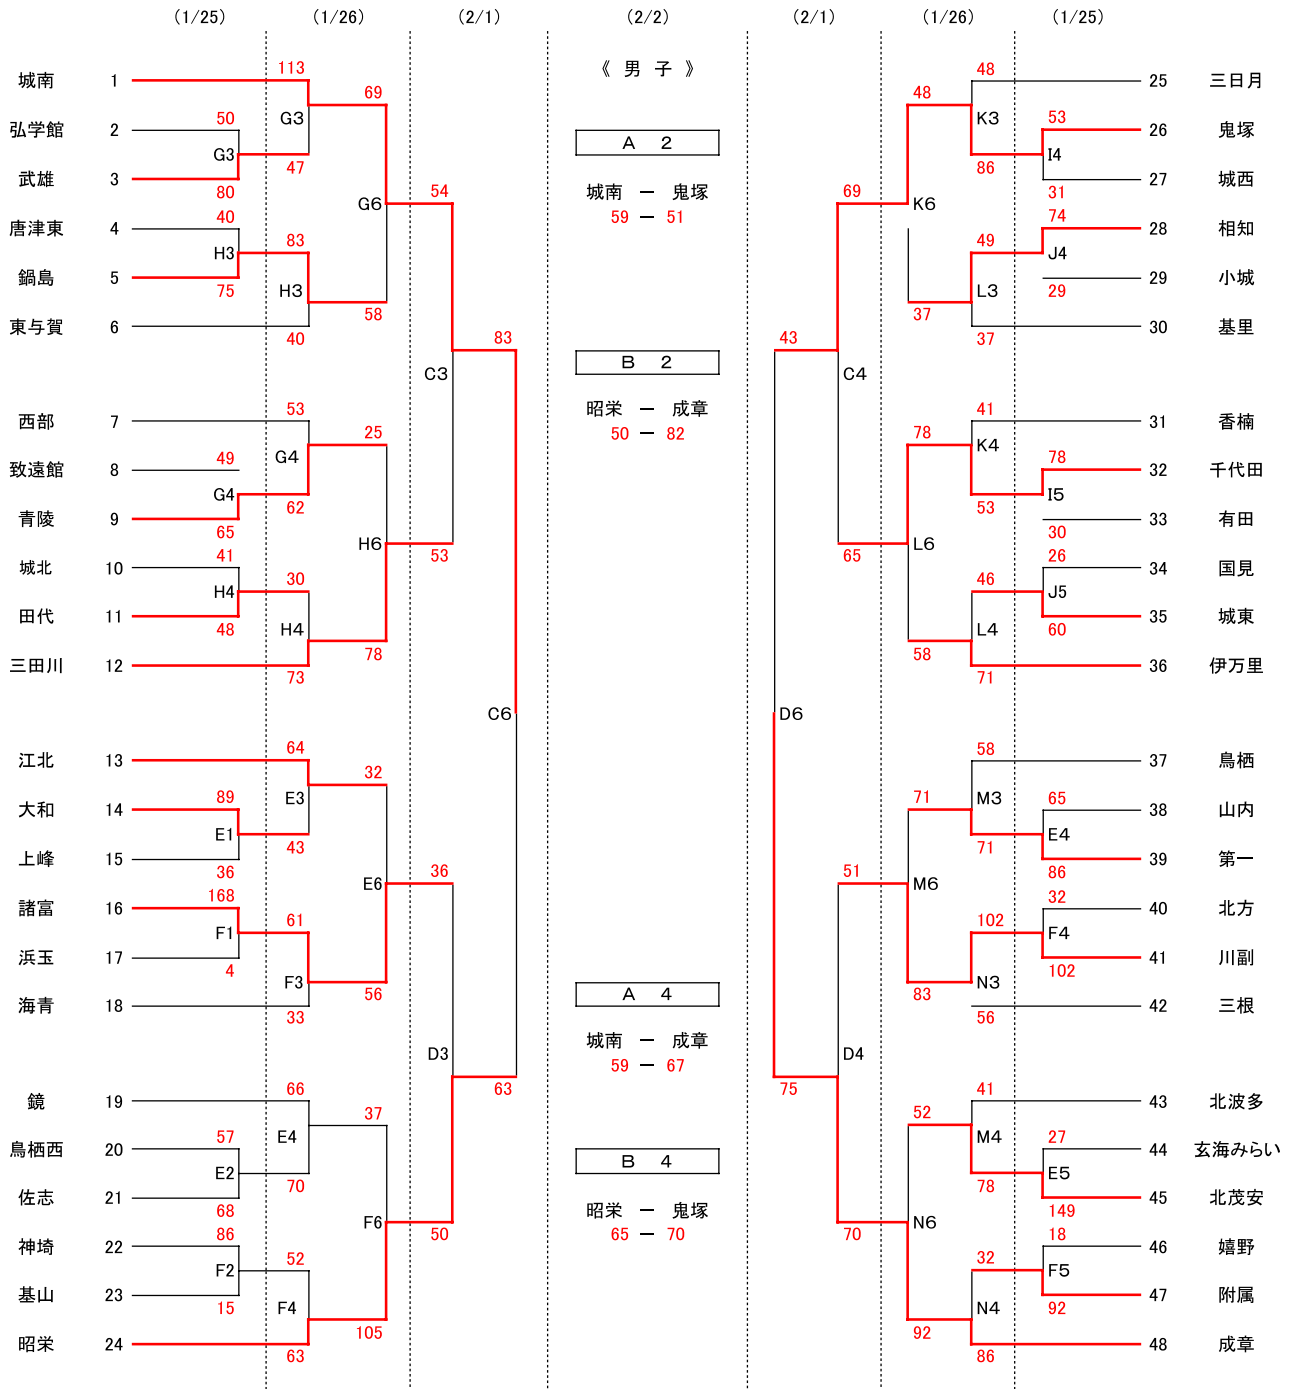 (1/25) (1/26) (2/1) (2/2) (2/1) (1/26) (1/25)
《 男 子 》
城南 1 113 69 48 48 25 三日月
弘学館 2 50 G3 K3 53 26 鬼塚
A 2
武雄 3 80 G3 47 86 I4 31 27 城西
城南 － 鬼塚
59 － 51
54 G6 K6 69
唐津東 4 40 83 49 74 28 相知
鍋島 5 75 H3 H3 58 37 L3 J4 29 29 小城
東与賀 6 40 37 30 基里
83 43
B 2
C3 C4
昭栄 － 成章
50 － 82
西部 7 53 25 78 41 31 香楠
致遠館 8 49 G4 K4 78 32 千代田
青陵 9 65 G4 62 53 I5 30 33 有田
H6 53 65 L6
城北 10 41 30 46 26 34 国見
田代 11 48 H4 H4 L4 J5 60 35 城東
三田川 12 73 78 58 71 36 伊万里
C6 D6
江北 13 64 32 71 58 37 鳥栖
大和 14 89 E3 M3 65 38 山内
上峰 15 36 E1 43 71 E4 86 39 第一
E6 36 51 M6
諸富 16 168 61 102 32 40 北方
浜玉 17 4 F1 F4 102 41 川副
海青 18 33 F3 56 83 N3 56 42 三根
A 4
城南 － 成章
59 － 67
D3 63 75 D4
鏡 19 66 37 52 41 43 北波多
鳥栖西 20 57 E4 M4 27 44 玄海みらい
B 4
佐志 21 68 E2 70 78 E5 149 45 北茂安
昭栄 － 鬼塚
65 － 70
F6 50 70 N6
神埼 22 86 52 32 18 46 嬉野
基山 23 15 F2 F4 N4 F5 92 47 附属
昭栄 24 63 105 92 86 48 成章